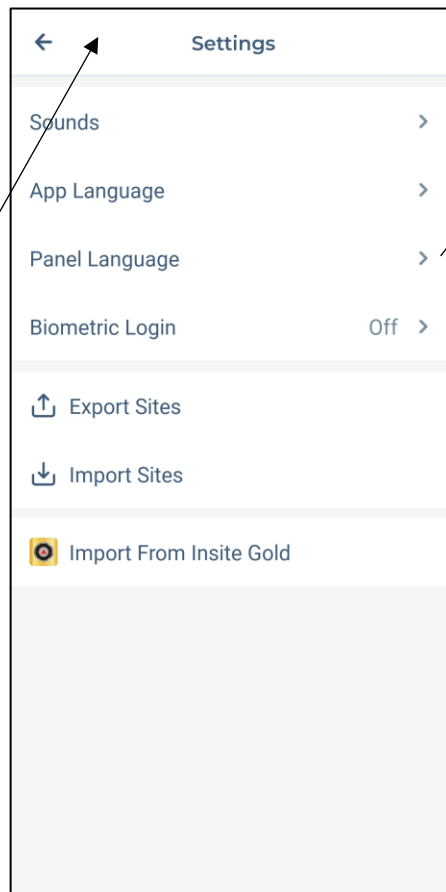 Settings
Sounds
App Language
Panel Language
Biometric Login Off
Export Sites
Import Sites
Import From Insite Gold